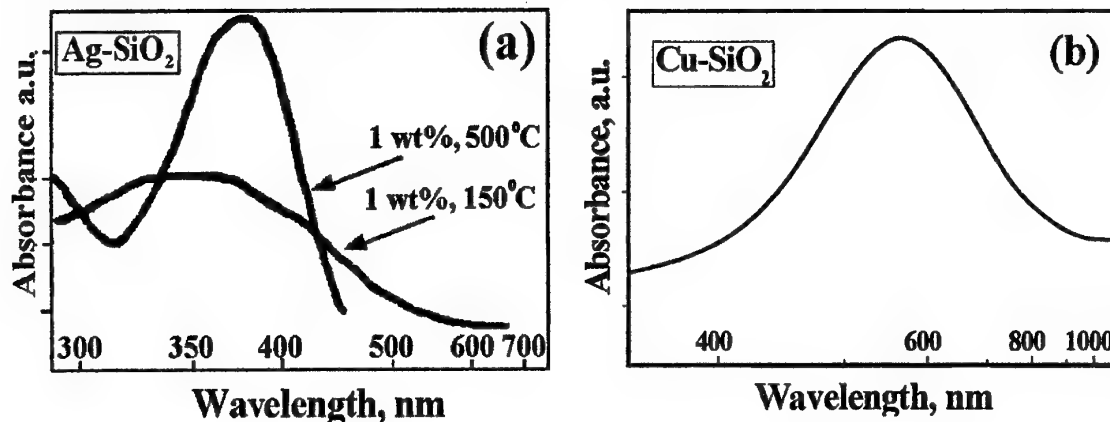 Ag-SiO₂
(a)
1 wt%, 500°C
1 wt%, 150°C
Absorbance a.u.
300 350 400 500 600 700
Wavelength, nm
Cu-SiO₂
(b)
Absorbance, a.u.
400 600 800 1000
Wavelength, nm